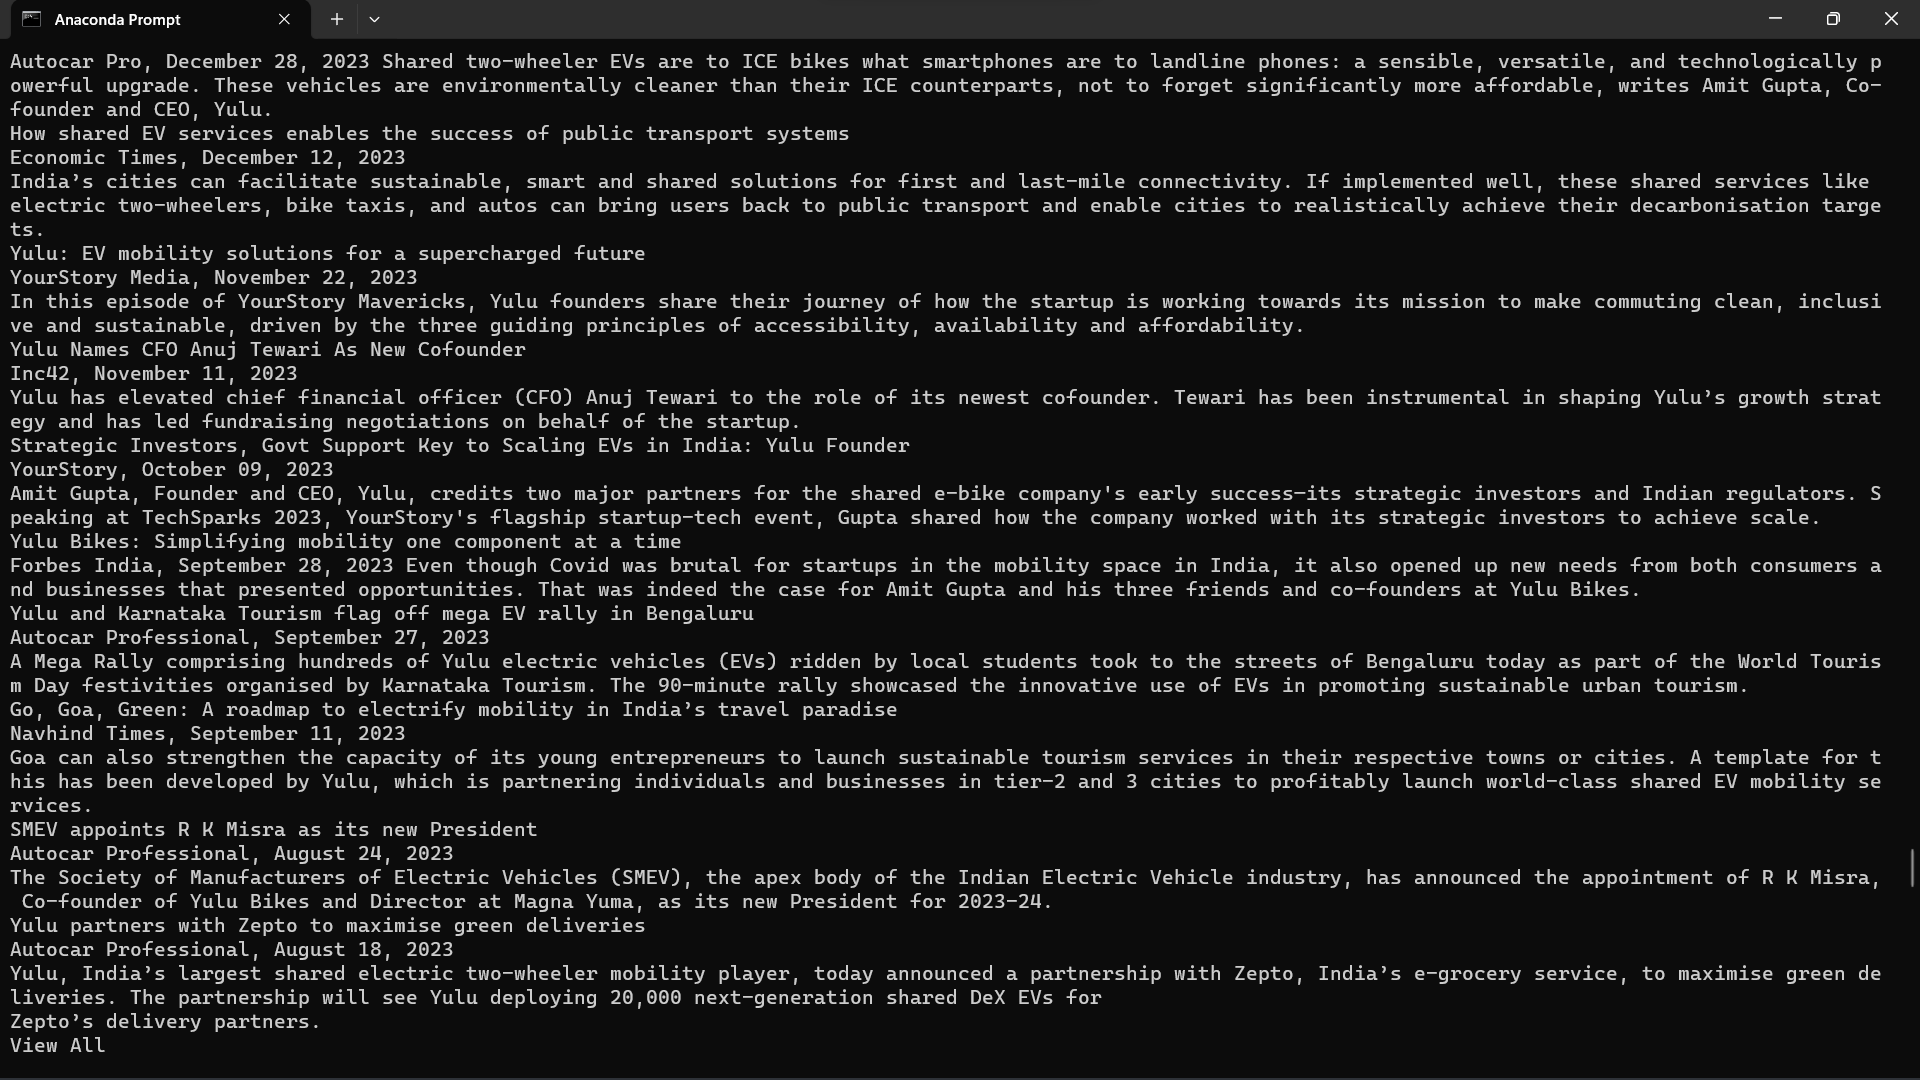 Anaconda Prompt
Autocar Pro, December 28, 2023 Shared two-wheeler EVs are to ICE bikes what smartphones are to landline phones: a sensible, versatile, and technologically p
owerful upgrade. These vehicles are environmentally cleaner than their ICE counterparts, not to forget significantly more affordable, writes Amit Gupta, Co-
founder and CEO, Yulu.
How shared EV services enables the success of public transport systems
Economic Times, December 12, 2023
India’s cities can facilitate sustainable, smart and shared solutions for first and last-mile connectivity. If implemented well, these shared services like
electric two-wheelers, bike taxis, and autos can bring users back to public transport and enable cities to realistically achieve their decarbonisation targe
ts.
Yulu: EV mobility solutions for a supercharged future
YourStory Media, November 22, 2023
In this episode of YourStory Mavericks, Yulu founders share their journey of how the startup is working towards its mission to make commuting clean, inclusi
ve and sustainable, driven by the three guiding principles of accessibility, availability and affordability.
Yulu Names CFO Anuj Tewari As New Cofounder
Inc42, November 11, 2023
Yulu has elevated chief financial officer (CFO) Anuj Tewari to the role of its newest cofounder. Tewari has been instrumental in shaping Yulu’s growth strat
egy and has led fundraising negotiations on behalf of the startup.
Strategic Investors, Govt Support Key to Scaling EVs in India: Yulu Founder
YourStory, October 09, 2023
Amit Gupta, Founder and CEO, Yulu, credits two major partners for the shared e-bike company's early success—its strategic investors and Indian regulators. S
peaking at TechSparks 2023, YourStory's flagship startup-tech event, Gupta shared how the company worked with its strategic investors to achieve scale.
Yulu Bikes: Simplifying mobility one component at a time
Forbes India, September 28, 2023 Even though Covid was brutal for startups in the mobility space in India, it also opened up new needs from both consumers a
nd businesses that presented opportunities. That was indeed the case for Amit Gupta and his three friends and co-founders at Yulu Bikes.
Yulu and Karnataka Tourism flag off mega EV rally in Bengaluru
Autocar Professional, September 27, 2023
A Mega Rally comprising hundreds of Yulu electric vehicles (EVs) ridden by local students took to the streets of Bengaluru today as part of the World Touris
m Day festivities organised by Karnataka Tourism. The 90-minute rally showcased the innovative use of EVs in promoting sustainable urban tourism.
Go, Goa, Green: A roadmap to electrify mobility in India’s travel paradise
Navhind Times, September 11, 2023
Goa can also strengthen the capacity of its young entrepreneurs to launch sustainable tourism services in their respective towns or cities. A template for t
his has been developed by Yulu, which is partnering individuals and businesses in tier-2 and 3 cities to profitably launch world-class shared EV mobility se
rvices.
SMEV appoints R K Misra as its new President
Autocar Professional, August 24, 2023
The Society of Manufacturers of Electric Vehicles (SMEV), the apex body of the Indian Electric Vehicle industry, has announced the appointment of R K Misra,
Co-founder of Yulu Bikes and Director at Magna Yuma, as its new President for 2023-24.
Yulu partners with Zepto to maximise green deliveries
Autocar Professional, August 18, 2023
Yulu, India’s largest shared electric two-wheeler mobility player, today announced a partnership with Zepto, India’s e-grocery service, to maximise green de
liveries. The partnership will see Yulu deploying 20,000 next-generation shared DeX EVs for
Zepto’s delivery partners.
View All